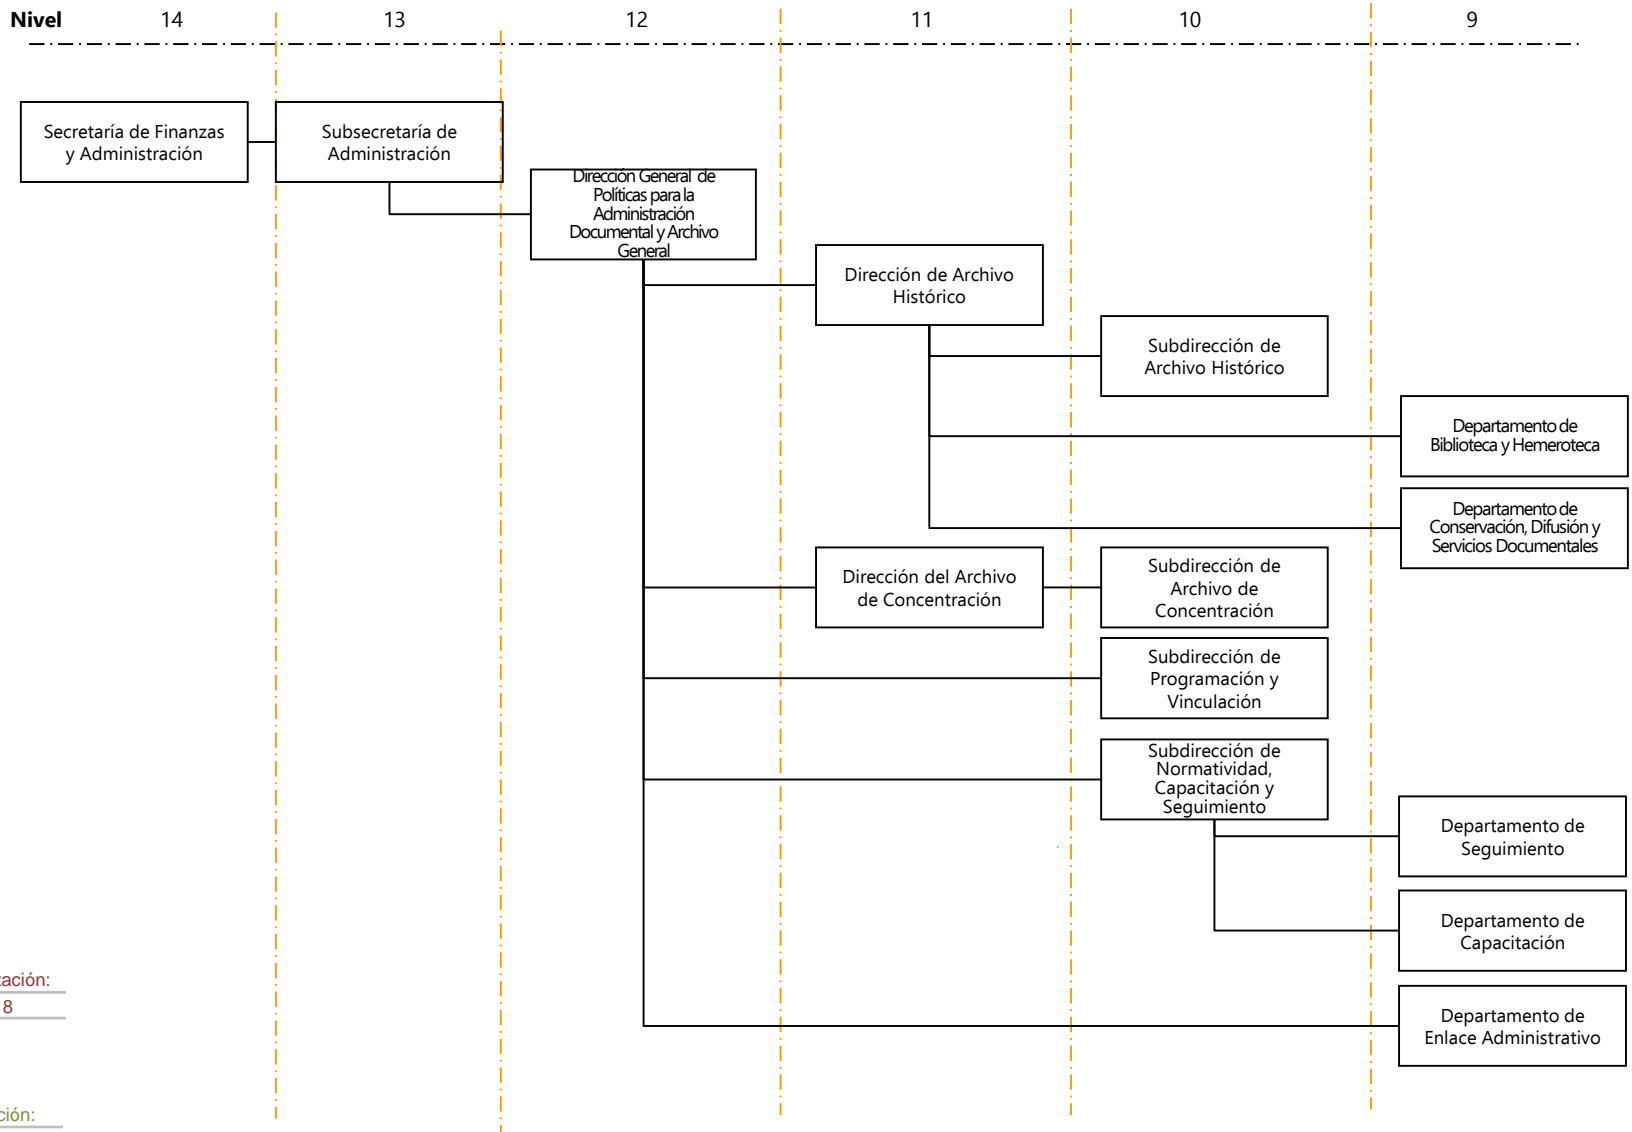 Nivel 14 13 12 11 10 9
Secretaría de Finanzas
y Administración
Subsecretaría de
Administración
Dirección General de
Políticas para la
Administración
Documental y Archivo
General
Dirección de Archivo
Histórico
Subdirección de
Archivo Histórico
Departamento de
Biblioteca y Hemeroteca
Departamento de
Conservación, Difusión y
Servicios Documentales
Dirección del Archivo
de Concentración
Subdirección de
Archivo de
Concentración
Subdirección de
Programación y
Vinculación
Subdirección de
Normatividad,
Capacitación y
Seguimiento
Departamento de
Seguimiento
Departamento de
Capacitación
Departamento de
Enlace Administrativo
8